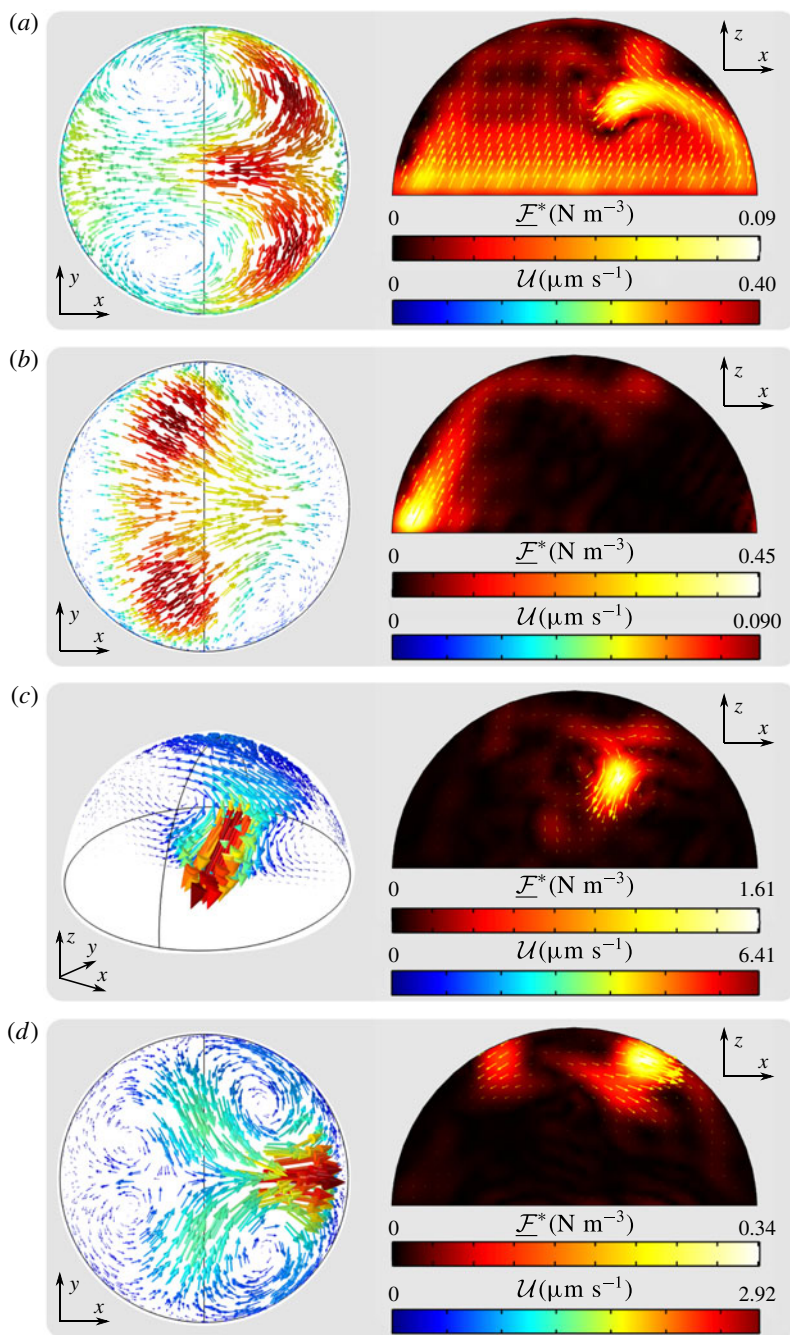 (a)
z
x
y
x
0 F*(N m−3) 0.09
0 U(μm s−1) 0.40
(b)
z
x
y
x
0 F*(N m−3) 0.45
0 U(μm s−1) 0.090
(c)
z
x
z
y
x
0 F*(N m−3) 1.61
0 U(μm s−1) 6.41
(d)
z
x
y
x
0 F*(N m−3) 0.34
0 U(μm s−1) 2.92